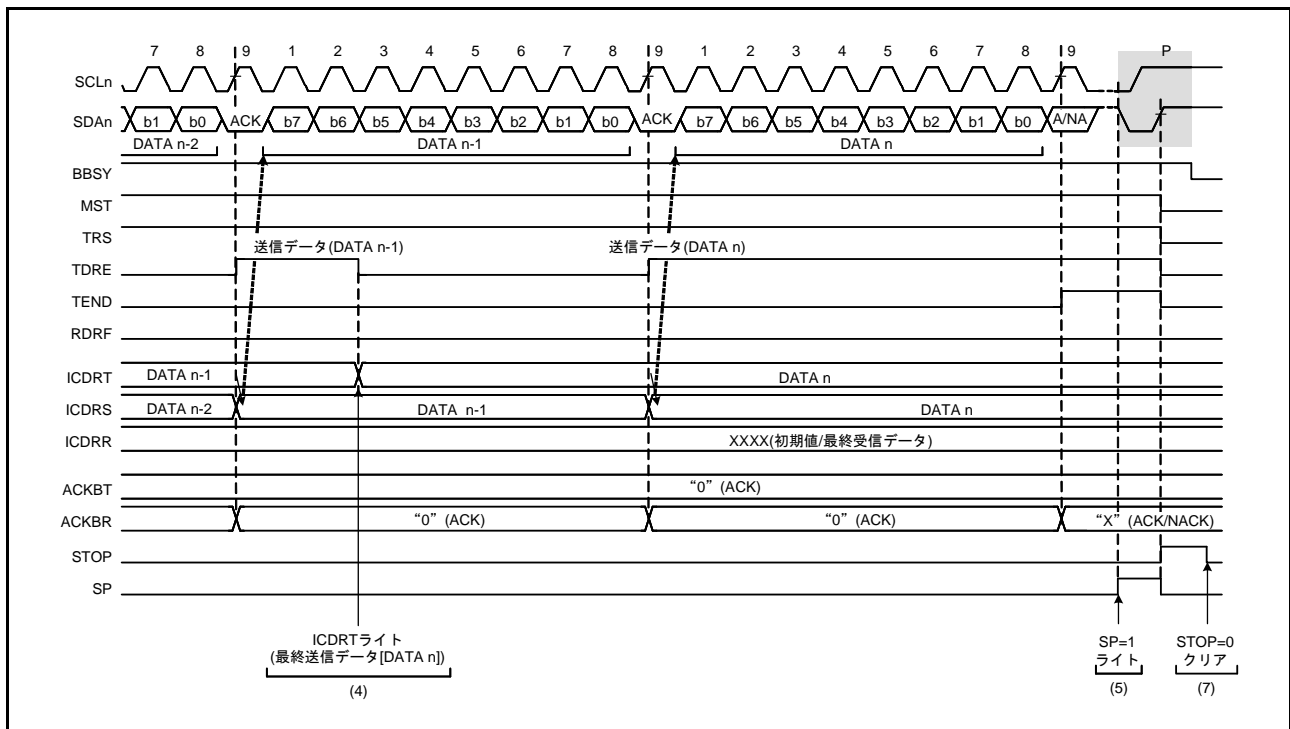 7 8 9 1 2 3 4 5 6 7 8 9 1 2 3 4 5 6 7 8 9 P
SCLn
SDAn b1 b0 ACK b7 b6 b5 b4 b3 b2 b1 b0 ACK b7 b6 b5 b4 b3 b2 b1 b0 A/NA
DATA n-2 DATA n-1 DATA n
BBSY
MST
TRS
送信データ(DATA n-1) 送信データ(DATA n)
TDRE
TEND
RDRF
ICDRT DATA n-1 DATA n
ICDRS DATA n-2 DATA n-1 DATA n
ICDRR XXXX(初期値/最終受信データ)
ACKBT “0” (ACK)
ACKBR “0” (ACK) “0” (ACK) “X” (ACK/NACK)
STOP
SP
ICDRTライト SP=1 STOP=0
(最終送信データ[DATA n]) ライト クリア
(4) (5) (7)